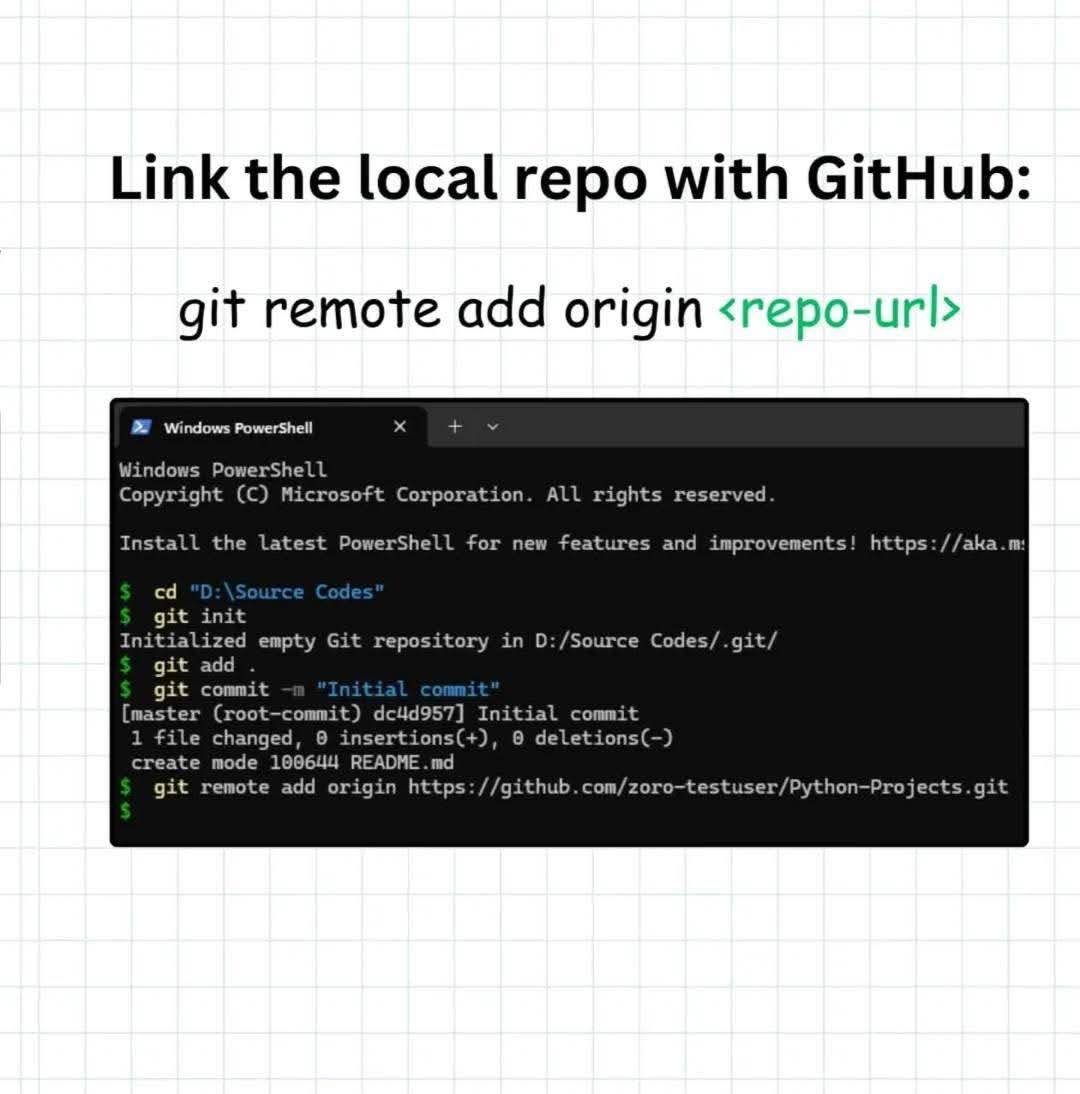 Link the local repo with GitHub:
git remote add origin <repo-url>
Windows PowerShell
Windows PowerShell
Copyright (C) Microsoft Corporation. All rights reserved.
Install the latest PowerShell for new features and improvements! https://aka.ms
$ cd "D:\Source Codes"
$ git init
Initialized empty Git repository in D:/Source Codes/.git/
$ git add .
$ git commit -m "Initial commit"
[master (root-commit) dc4d957] Initial commit
1 file changed, 0 insertions(+), 0 deletions(-)
create mode 100644 README.md
$ git remote add origin https://github.com/zoro-testuser/Python-Projects.git
$